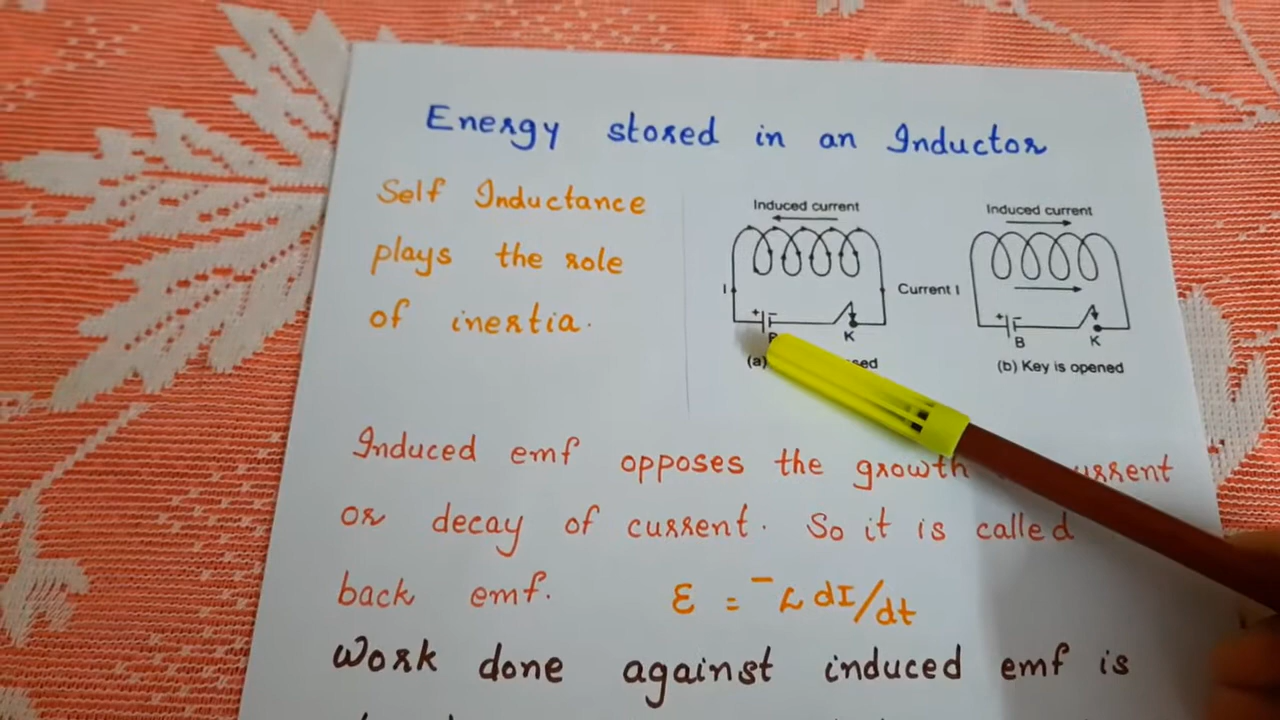 Energy stored in an Inductor
Self Inductance
plays the role
of inertia.
Induced current
I
+
(a)
sed
K
Induced current
Current I
+
B
K
(b) Key is opened
Induced emf opposes the growth
or decay of current. So it is called
back emf. ε = -L dI/dt
Work done against induced emf is